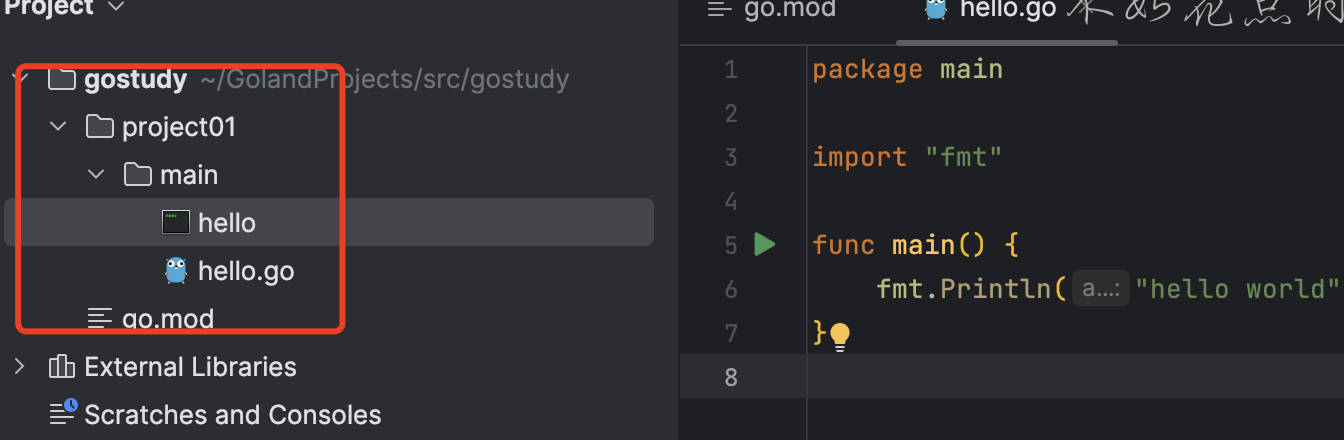 Project
gostudy ~/GolandProjects/src/gostudy
project01
main
hello
hello.go
go.mod
External Libraries
Scratches and Consoles
go.mod
hello.go
1 package main
2
3 import "fmt"
4
5 func main() {
6 fmt.Println( a...: "hello world"
7 }
8